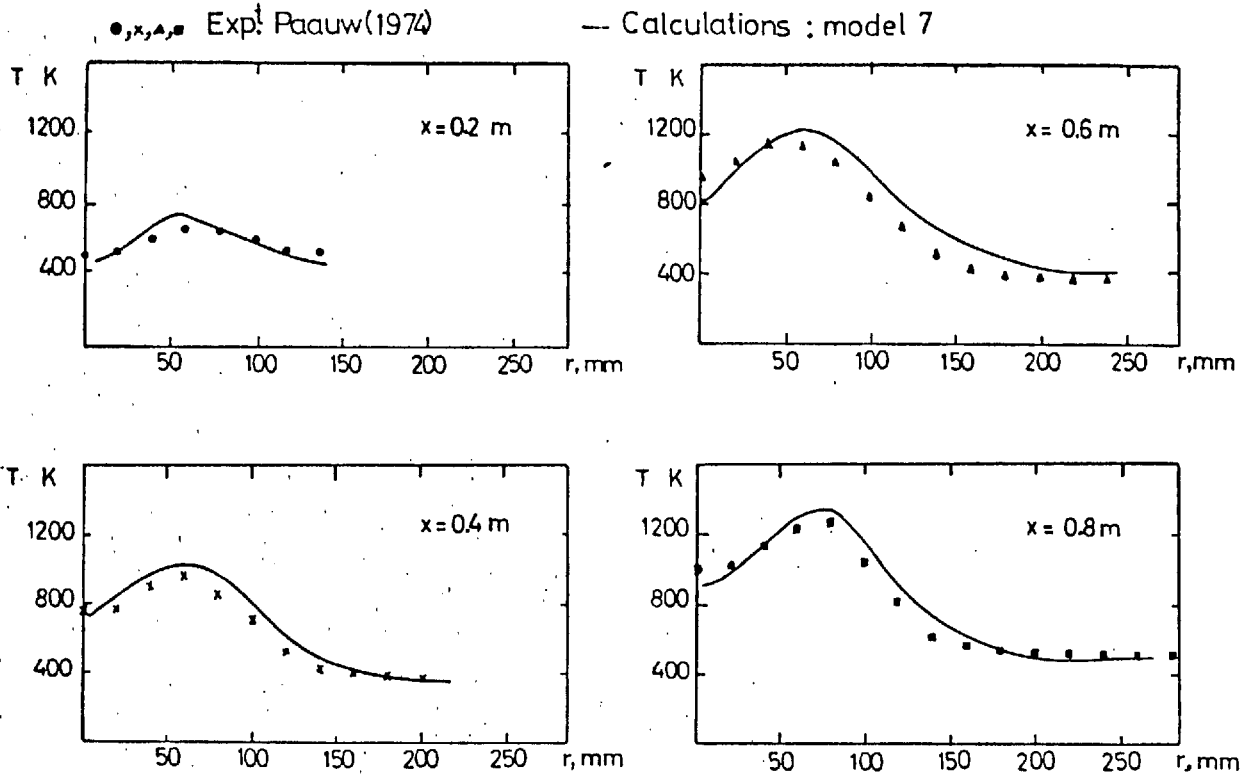 ●,x,▲,■ Exp.t Paauw(1974) — Calculations : model 7
T K
1200
800
400
x = 0.2 m
50 100 150 200 250 r,mm
T K
1200
800
400
x = 0.6 m
50 100 150 200 250 r,mm
T K
1200
800
400
x = 0.4 m
50 100 150 200 250 r,mm
T K
1200
800
400
x = 0.8 m
50 100 150 200 250 r,mm